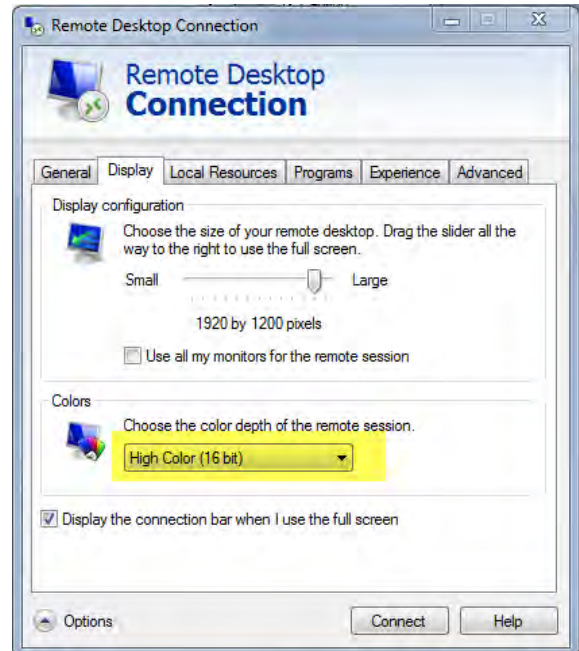 Remote Desktop Connection
Remote Desktop
Connection
General Display Local Resources Programs Experience Advanced
Display configuration
Choose the size of your remote desktop. Drag the slider all the
way to the right to use the full screen.
Small Large
1920 by 1200 pixels
Use all my monitors for the remote session
Colors
Choose the color depth of the remote session.
High Color (16 bit)
Display the connection bar when I use the full screen
Options Connect Help